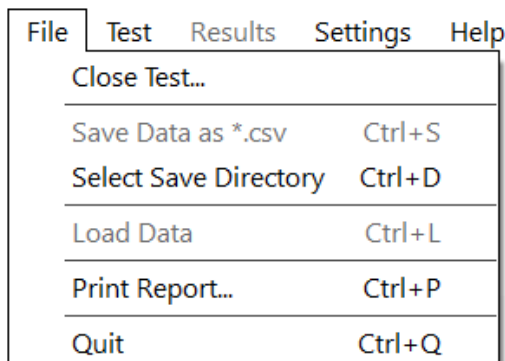 File Test Results Settings Help
Close Test...
Save Data as *.csv Ctrl+S
Select Save Directory Ctrl+D
Load Data Ctrl+L
Print Report... Ctrl+P
Quit Ctrl+Q